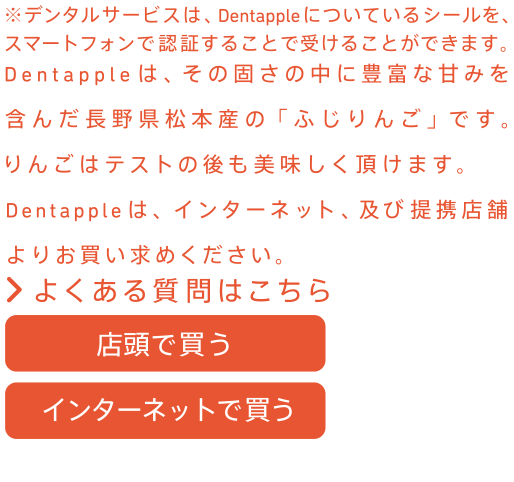 ※デンタルサービスは、Dentappleについているシールを、
スマートフォンで認証することで受けることができます。
Dentappleは、その固さの中に豊富な甘みを
含んだ長野県松本産の「ふじりんご」です。
りんごはテストの後も美味しく頂けます。
Dentappleは、インターネット、及び提携店舗
よりお買い求めください。
よくある質問はこちら
店頭で買う
インターネットで買う